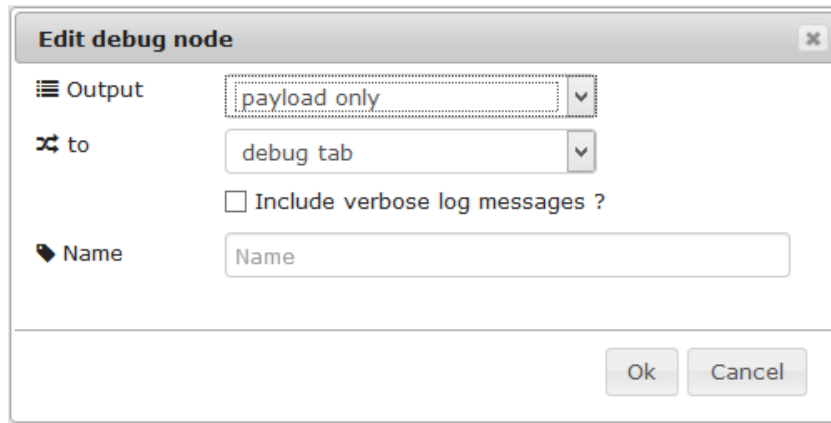 Edit debug node
Output payload only
to debug tab
Include verbose log messages ?
Name Name
Ok Cancel